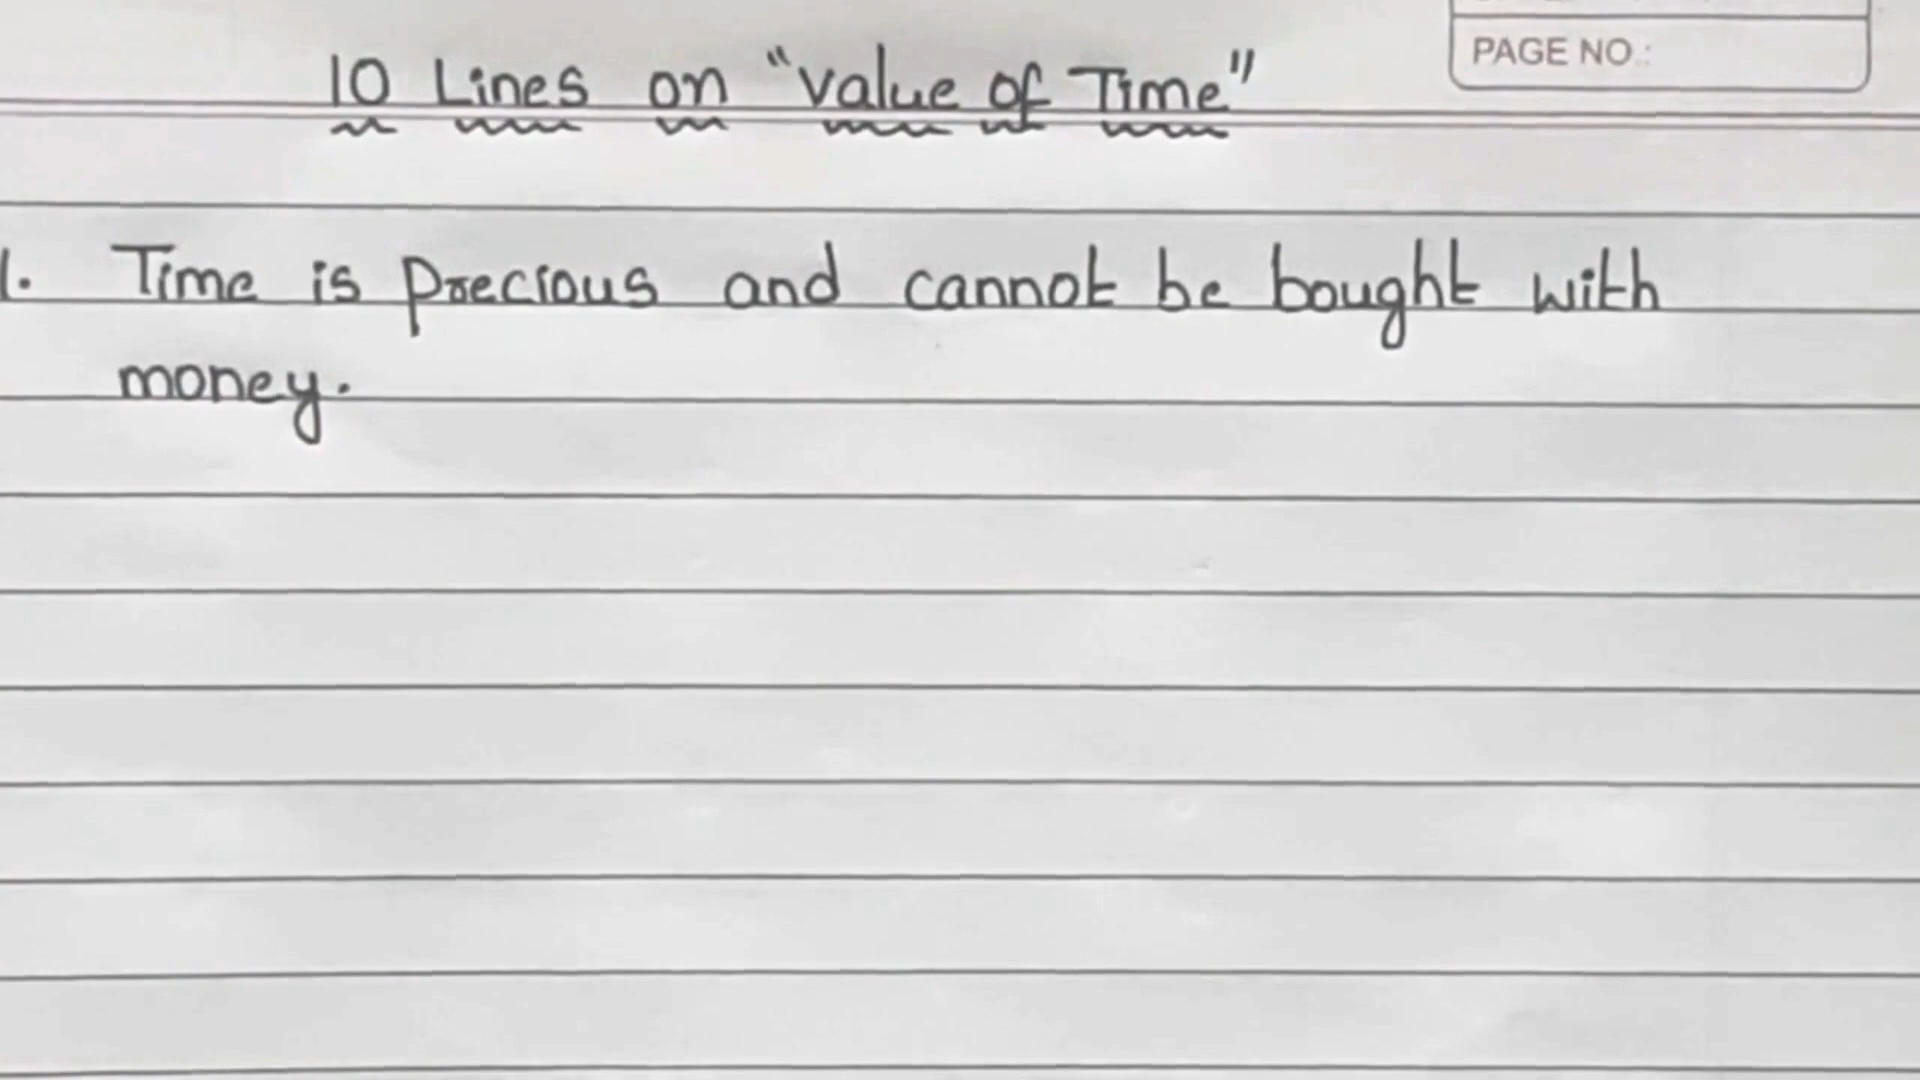 PAGE NO.:
10 Lines on "Value of Time"
1. Time is Precious and cannot be bought with
money.